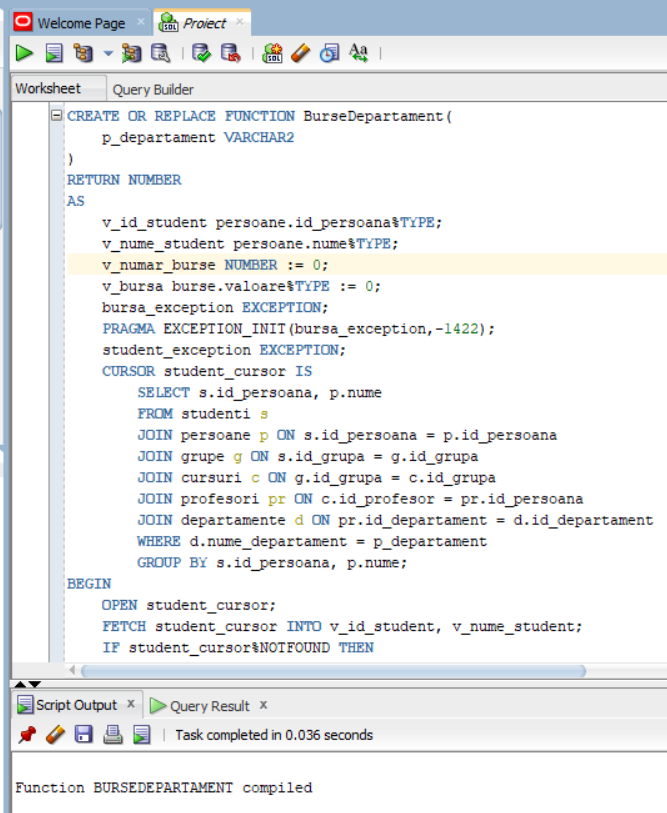 Welcome Page × Proiect ×
Worksheet Query Builder
CREATE OR REPLACE FUNCTION BurseDepartament(
    p_departament VARCHAR2
)
RETURN NUMBER
AS
    v_id_student persoane.id_persoana%TYPE;
    v_nume_student persoane.nume%TYPE;
    v_numar_burse NUMBER := 0;
    v_bursa burse.valoare%TYPE := 0;
    bursa_exception EXCEPTION;
    PRAGMA EXCEPTION_INIT(bursa_exception,-1422);
    student_exception EXCEPTION;
    CURSOR student_cursor IS
        SELECT s.id_persoana, p.nume
        FROM studenti s
        JOIN persoane p ON s.id_persoana = p.id_persoana
        JOIN grupe g ON s.id_grupa = g.id_grupa
        JOIN cursuri c ON g.id_grupa = c.id_grupa
        JOIN profesori pr ON c.id_profesor = pr.id_persoana
        JOIN departamente d ON pr.id_departament = d.id_departament
        WHERE d.nume_departament = p_departament
        GROUP BY s.id_persoana, p.nume;
BEGIN
    OPEN student_cursor;
    FETCH student_cursor INTO v_id_student, v_nume_student;
    IF student_cursor%NOTFOUND THEN
Script Output × Query Result ×
Task completed in 0.036 seconds
Function BURSEDEPARTAMENT compiled